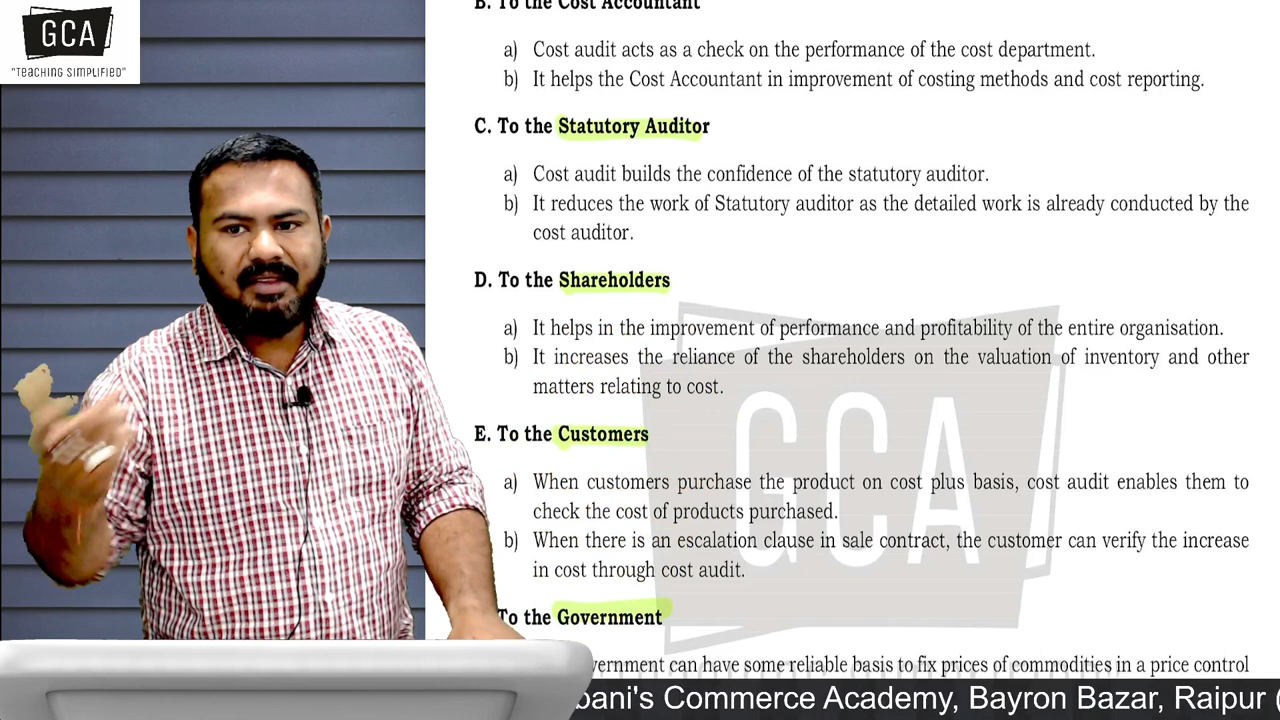 GCA
"TEACHING SIMPLIFIED"
B. To the Cost Accountant
a) Cost audit acts as a check on the performance of the cost department.
b) It helps the Cost Accountant in improvement of costing methods and cost reporting.
C. To the Statutory Auditor
a) Cost audit builds the confidence of the statutory auditor.
b) It reduces the work of Statutory auditor as the detailed work is already conducted by the
cost auditor.
D. To the Shareholders
a) It helps in the improvement of performance and profitability of the entire organisation.
b) It increases the reliance of the shareholders on the valuation of inventory and other
matters relating to cost.
GCA
E. To the Customers
a) When customers purchase the product on cost plus basis, cost audit enables them to
check the cost of products purchased.
b) When there is an escalation clause in sale contract, the customer can verify the increase
in cost through cost audit.
To the Government
vernment can have some reliable basis to fix prices of commodities in a price control
bani's Commerce Academy, Bayron Bazar, Raipur (